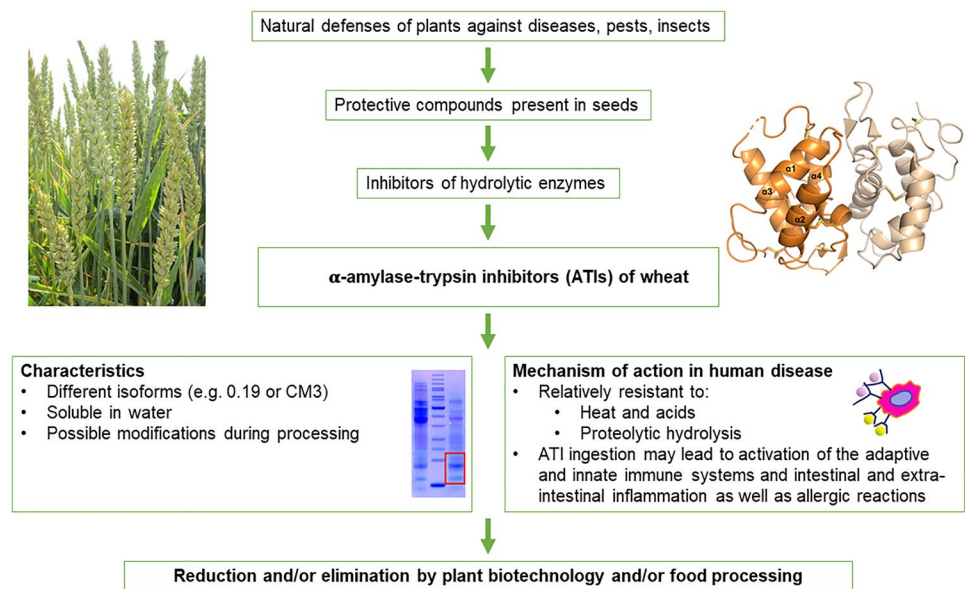 Natural defenses of plants against diseases, pests, insects
Protective compounds present in seeds
Inhibitors of hydrolytic enzymes
α1
α4
α3
α2
α-amylase-trypsin inhibitors (ATIs) of wheat
Characteristics
• Different isoforms (e.g. 0.19 or CM3)
• Soluble in water
• Possible modifications during processing
Mechanism of action in human disease
• Relatively resistant to:
• Heat and acids
• Proteolytic hydrolysis
• ATI ingestion may lead to activation of the adaptive
and innate immune systems and intestinal and extra-
intestinal inflammation as well as allergic reactions
Reduction and/or elimination by plant biotechnology and/or food processing